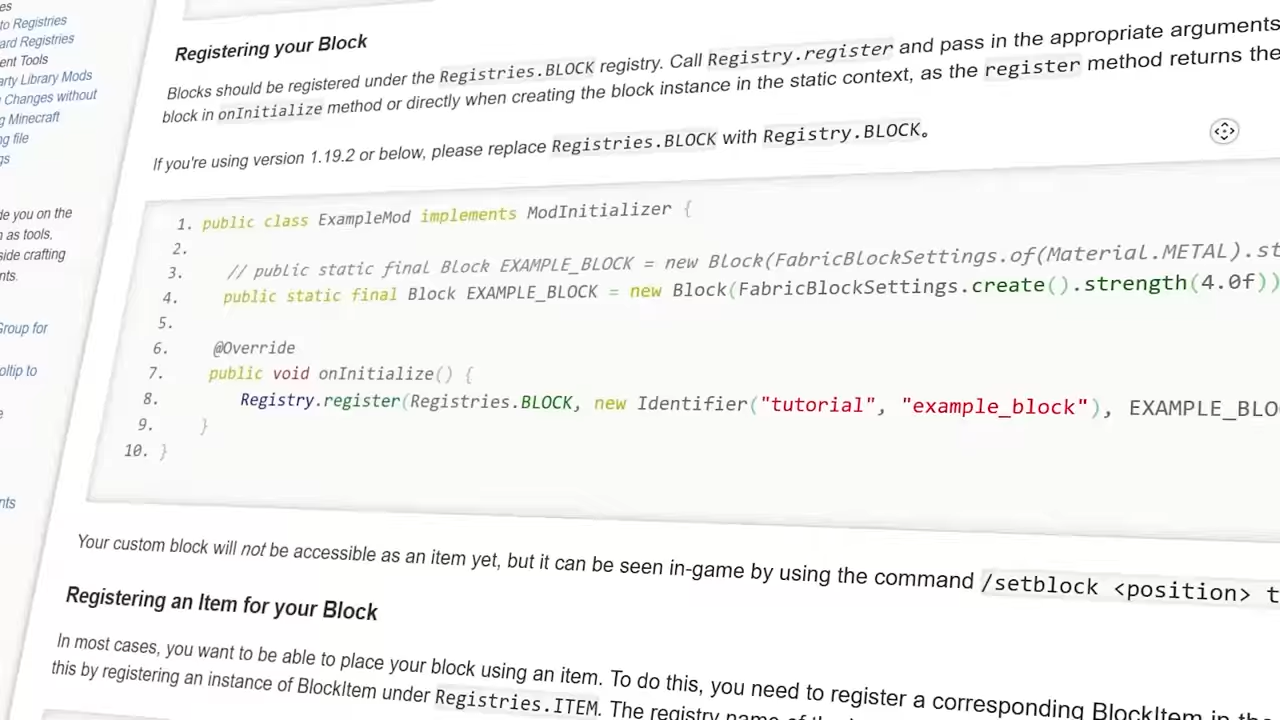 es
to Registries
ard Registries
ent Tools
arty Library Mods
Changes without
g Minecraft
ng file
gs
de you on the
as tools,
side crafting
nts.
Group for
oltip to
e
nts
Registering your Block
Blocks should be registered under the Registries.BLOCK registry. Call Registry.register and pass in the appropriate arguments
block in onInitialize method or directly when creating the block instance in the static context, as the register method returns the
If you're using version 1.19.2 or below, please replace Registries.BLOCK with Registry.BLOCK。
1. public class ExampleMod implements ModInitializer {
2.
3. // public static final Block EXAMPLE_BLOCK = new Block(FabricBlockSettings.of(Material.METAL).st
4. public static final Block EXAMPLE_BLOCK = new Block(FabricBlockSettings.create().strength(4.0f))
5.
6. @Override
7. public void onInitialize() {
8. Registry.register(Registries.BLOCK, new Identifier("tutorial", "example_block"), EXAMPLE_BLO
9. }
10. }
Your custom block will not be accessible as an item yet, but it can be seen in-game by using the command /setblock <position> t
Registering an Item for your Block
In most cases, you want to be able to place your block using an item. To do this, you need to register a corresponding BlockItem in the
this by registering an instance of BlockItem under Registries.ITEM. The registry name of the